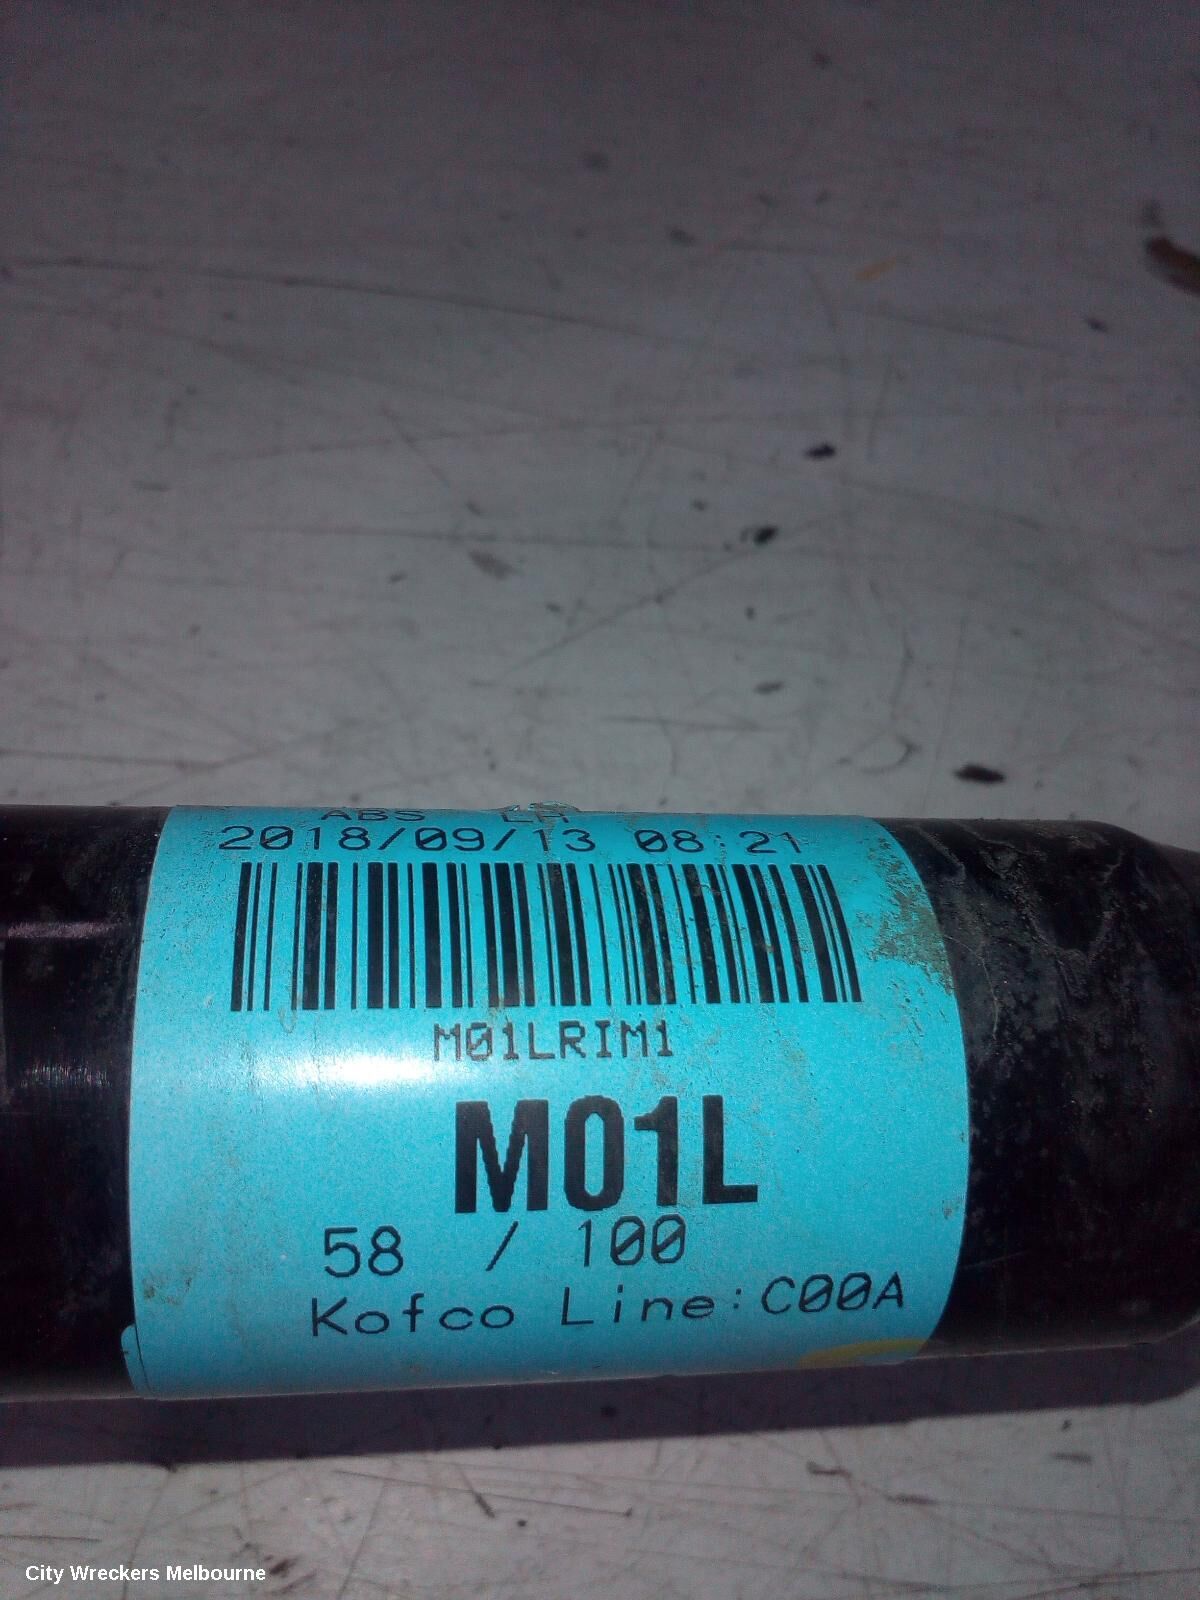 ABS LH
2018/09/13 08:21
M01LRIM1
M01L
58 / 100
Kofco Line:C00A
City Wreckers Melbourne